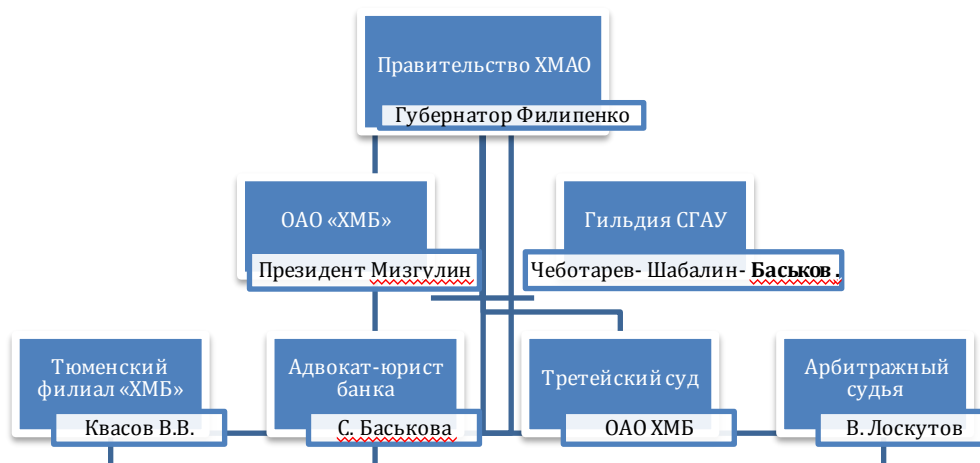 Правительство ХМАО
Губернатор Филипенко
ОАО «ХМБ»
Президент Мизгулин
Гильдия СГАУ
Чеботарев- Шабалин- Баськов .
Тюменский
филиал «ХМБ»
Квасов В.В.
Адвокат-юрист
банка
С. Баськова
Третейский суд
ОАО ХМБ
Арбитражный
судья
В. Лоскутов